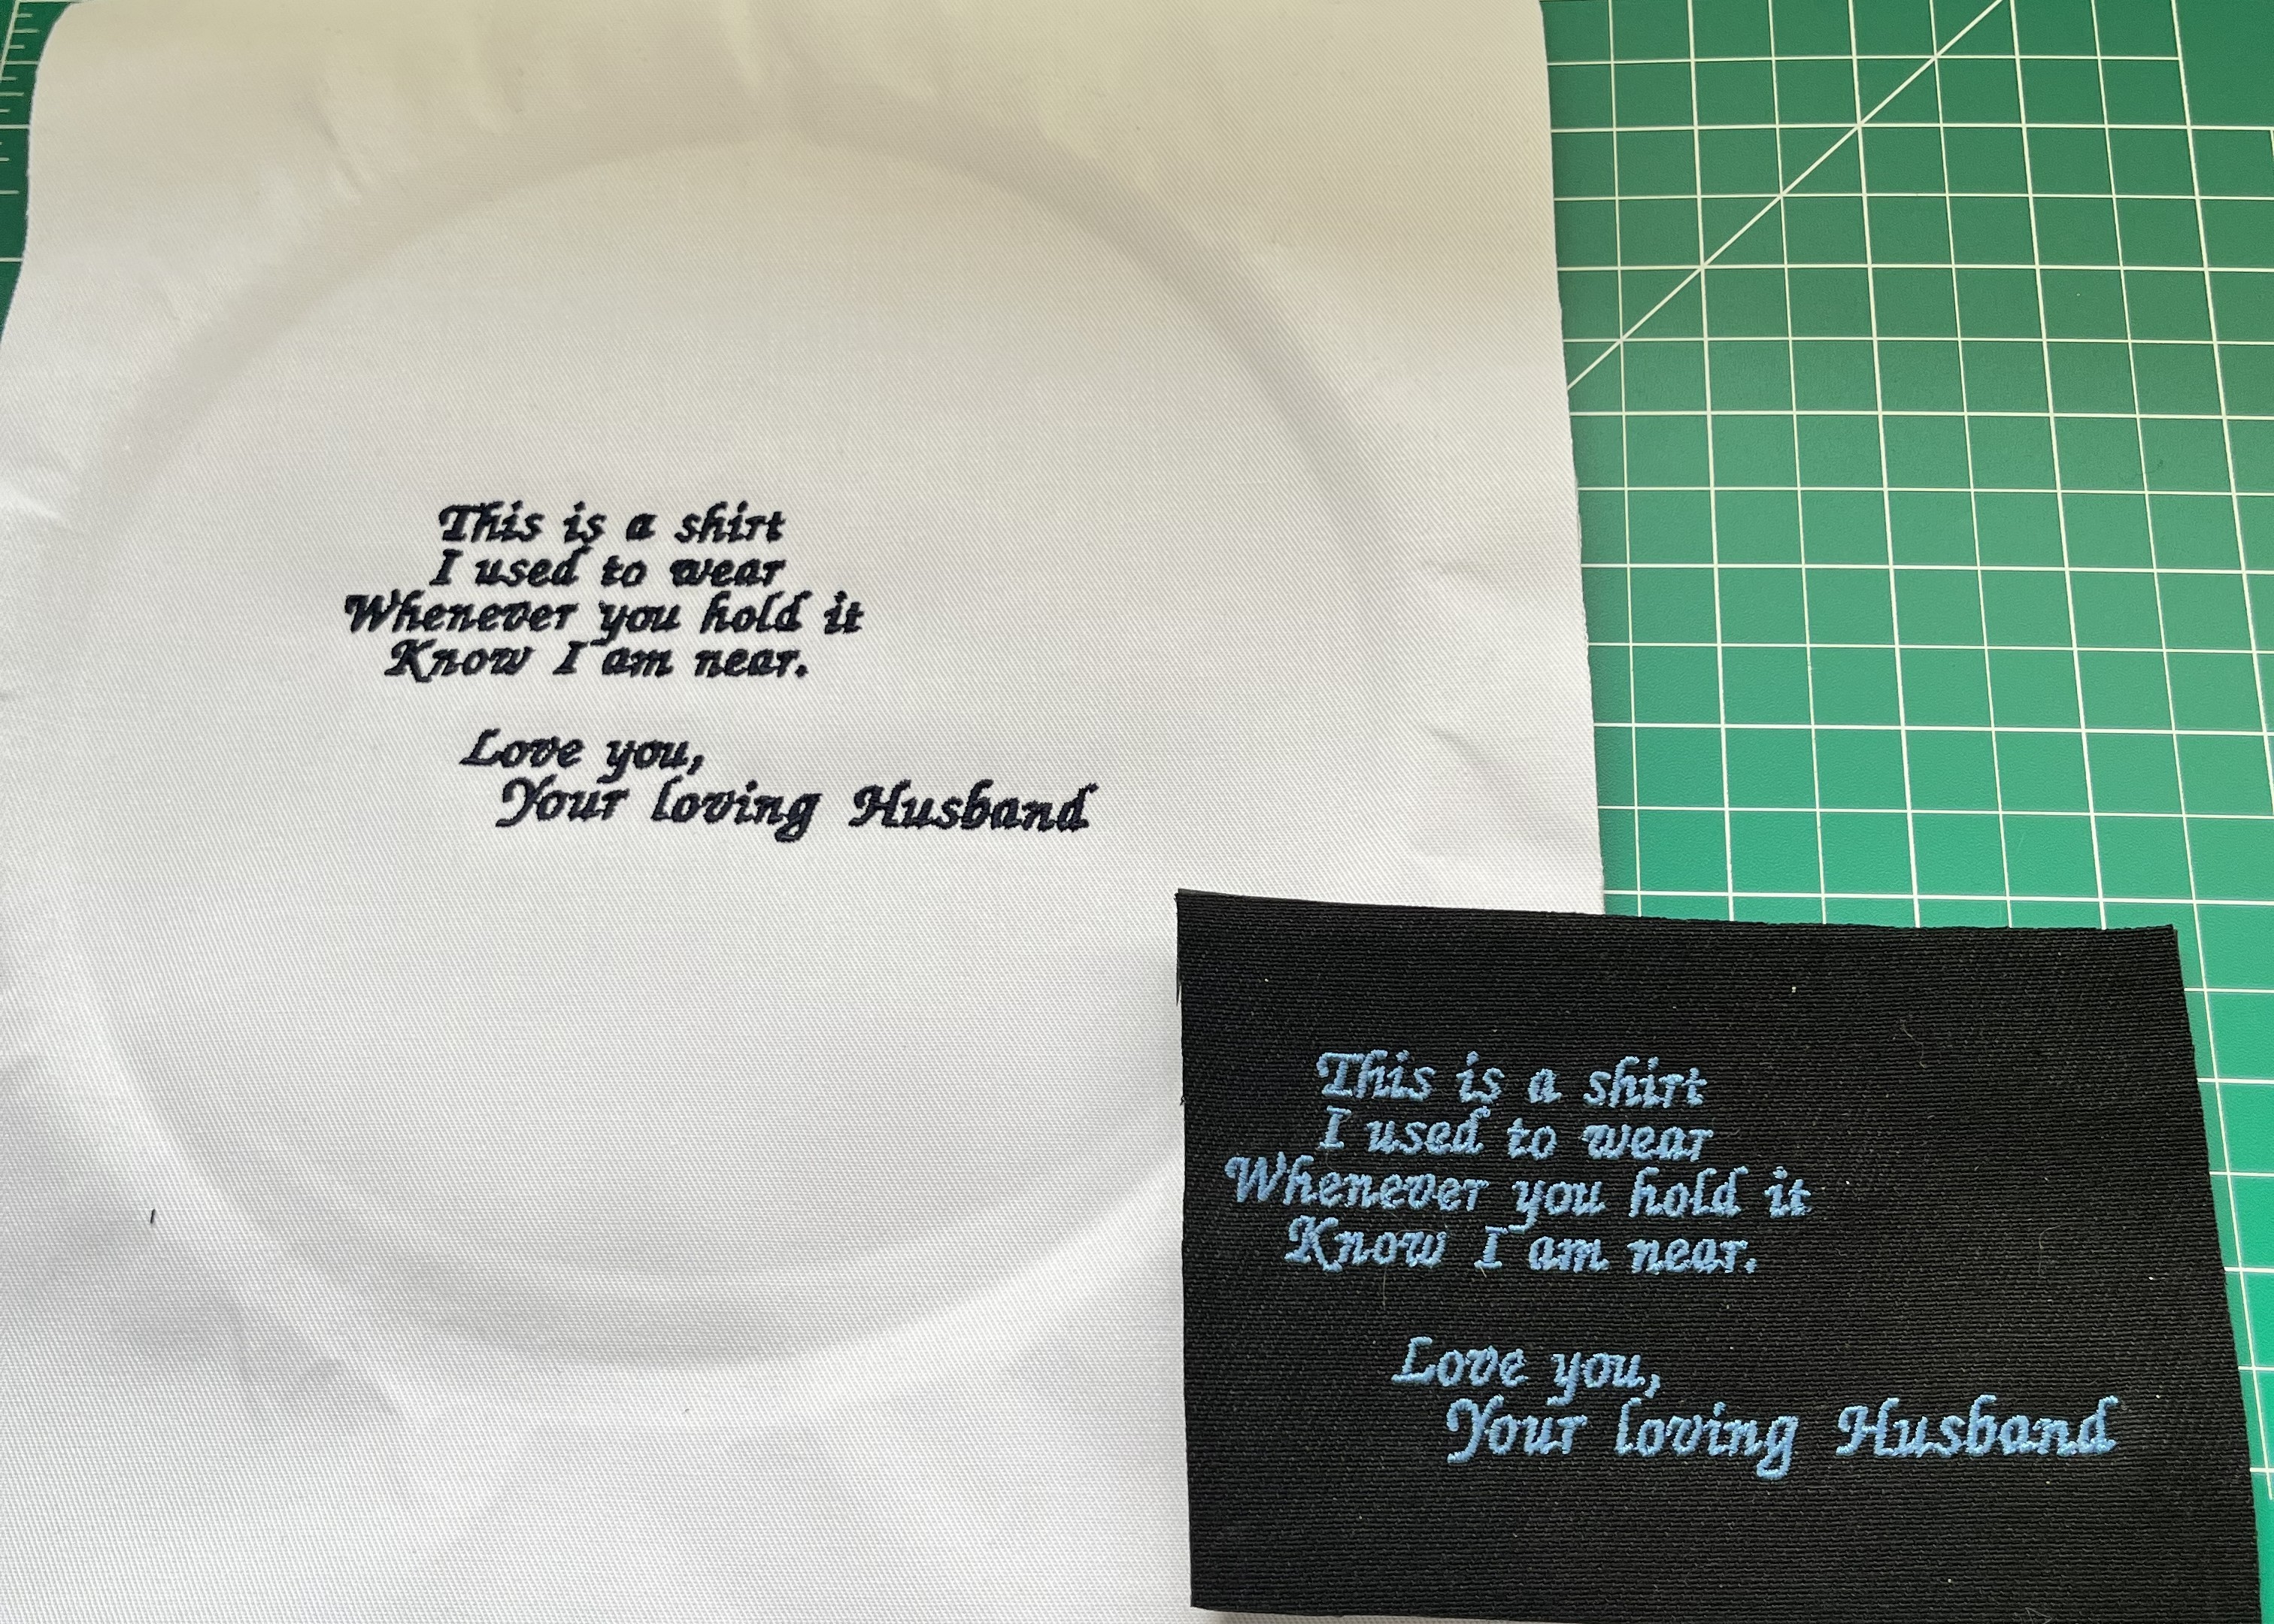 This is a shirt
I used to wear
Whenever you hold it
Know I am near.
Love you,
Your loving Husband
This is a shirt
I used to wear
Whenever you hold it
Know I am near.
Love you,
Your loving Husband